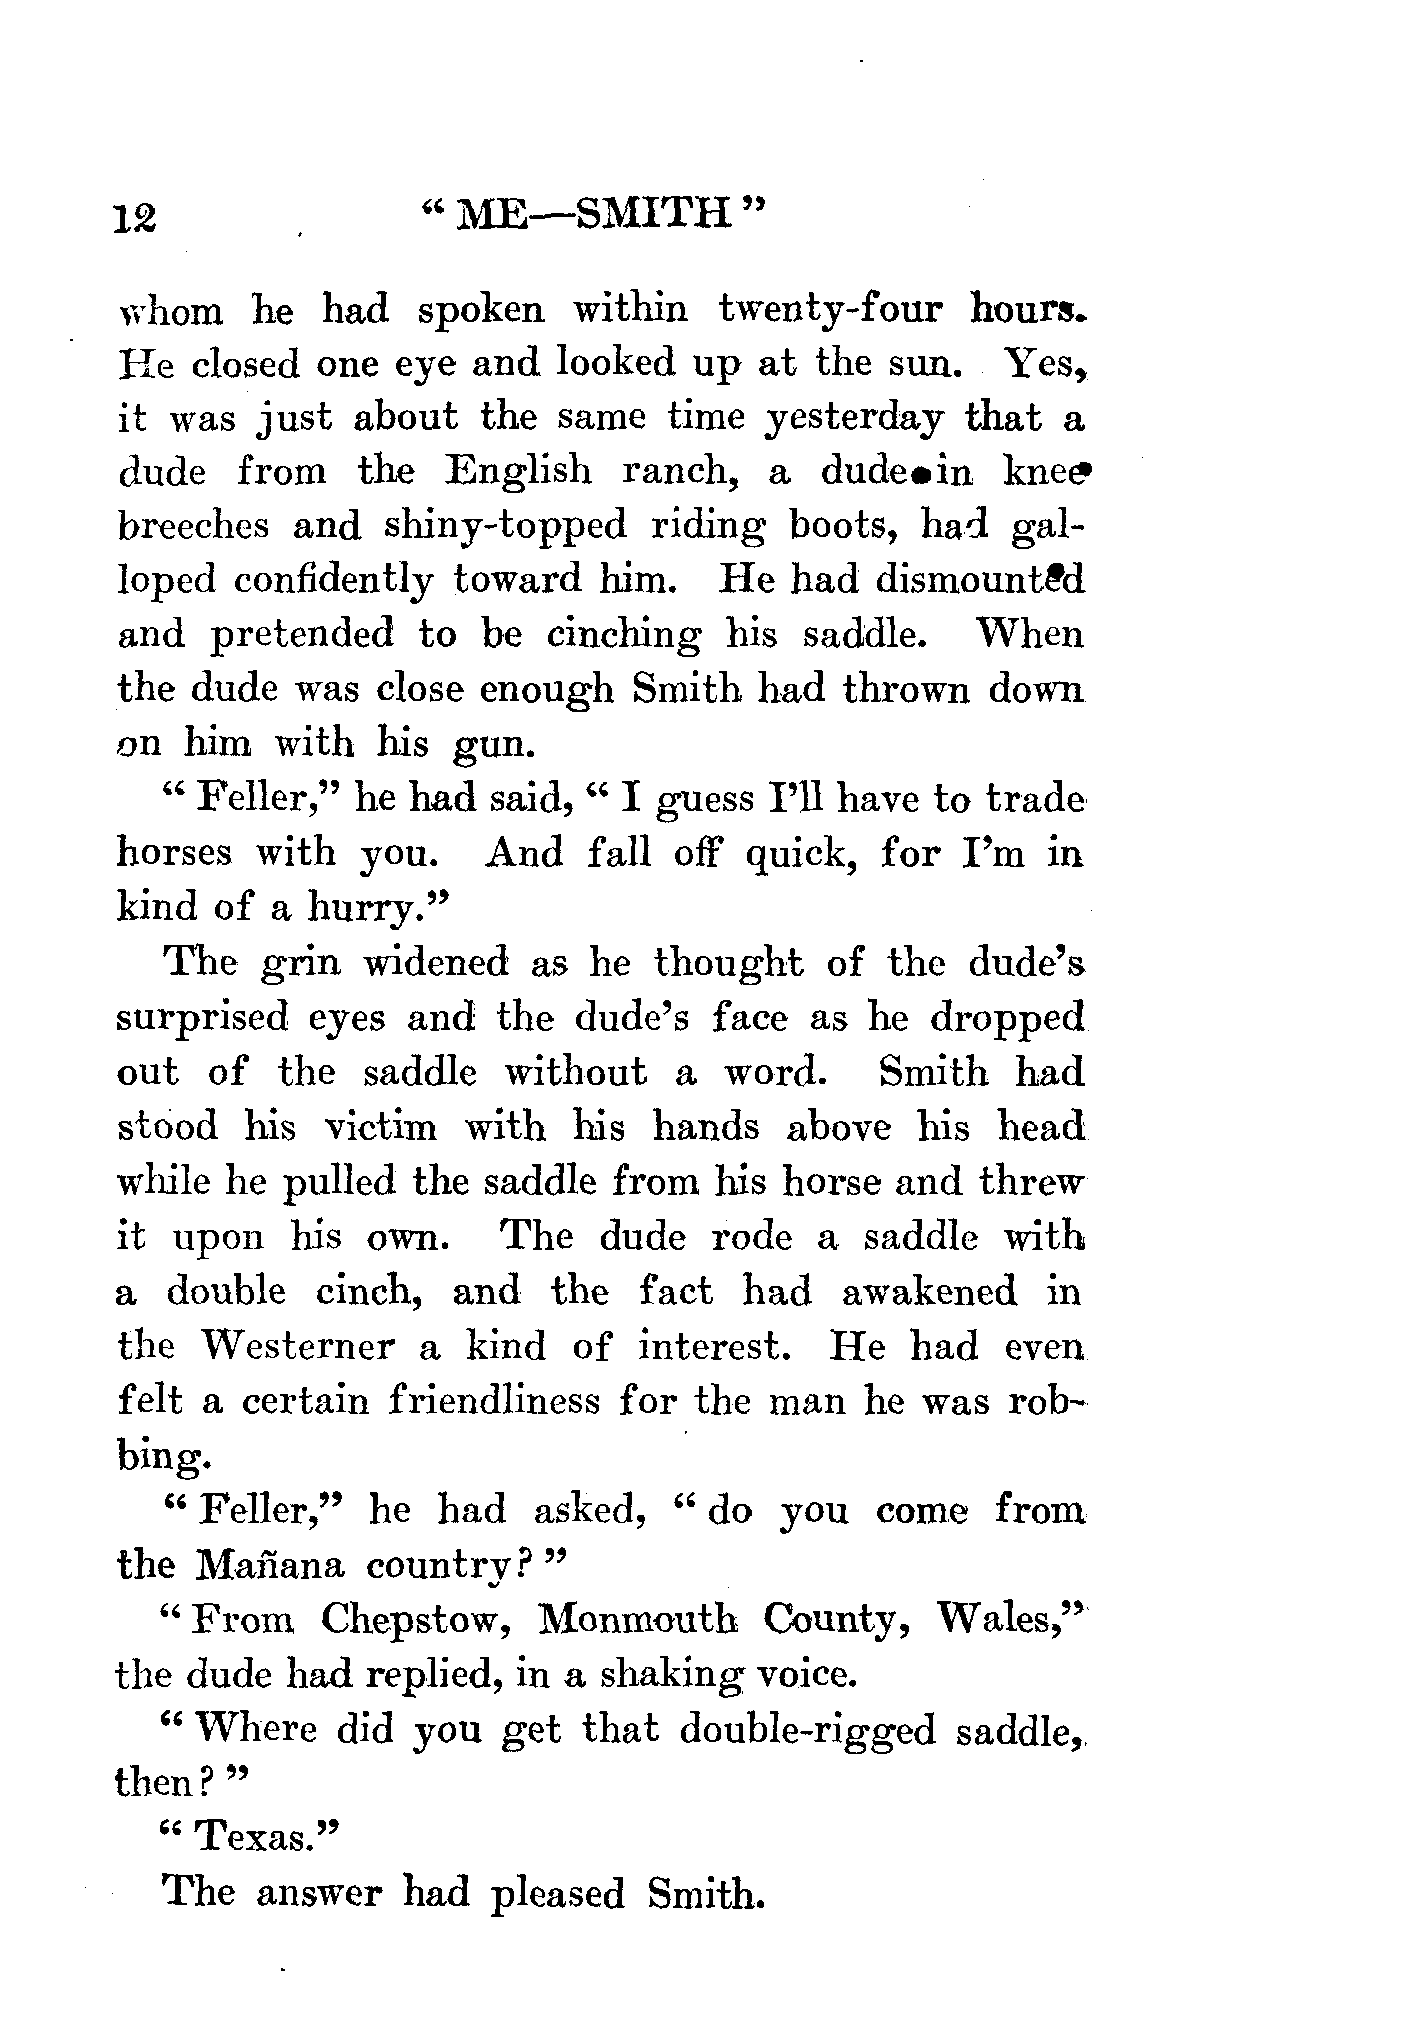 12 “ ME—SMITH ”
whom he had spoken within twenty-four hours.
He closed one eye and looked up at the sun. Yes,
it was just about the same time yesterday that a
dude from the English ranch, a dude in knee
breeches and shiny-topped riding boots, had gal-
loped confidently toward him. He had dismounted
and pretended to be cinching his saddle. When
the dude was close enough Smith had thrown down
on him with his gun.
“ Feller,” he had said, “ I guess I’ll have to trade
horses with you. And fall off quick, for I’m in
kind of a hurry.”
The grin widened as he thought of the dude’s
surprised eyes and the dude’s face as he dropped
out of the saddle without a word. Smith had
stood his victim with his hands above his head
while he pulled the saddle from his horse and threw
it upon his own. The dude rode a saddle with
a double cinch, and the fact had awakened in
the Westerner a kind of interest. He had even
felt a certain friendliness for the man he was rob-
bing.
“ Feller,” he had asked, “ do you come from
the Mañana country? ”
“ From Chepstow, Monmouth County, Wales,”
the dude had replied, in a shaking voice.
“ Where did you get that double-rigged saddle,
then? ”
“ Texas.”
The answer had pleased Smith.